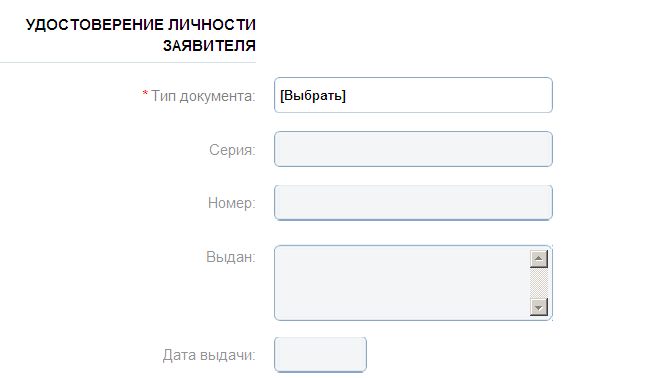 УДОСТОВЕРЕНИЕ ЛИЧНОСТИ
ЗАЯВИТЕЛЯ
* Тип документа: [Выбрать]
Серия:
Номер:
Выдан:
Дата выдачи: